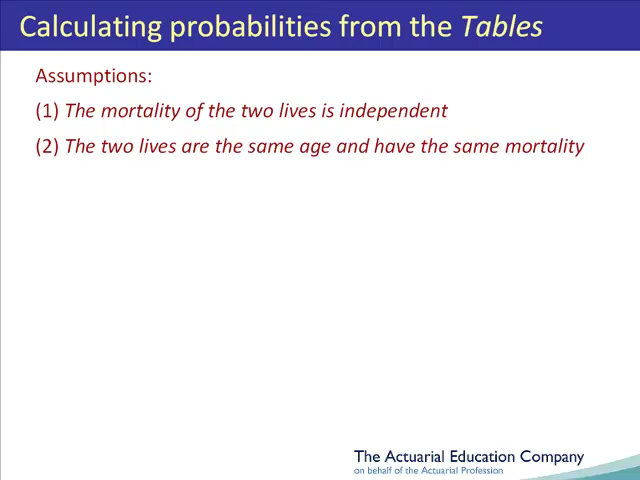 Calculating probabilities from the Tables
Assumptions:
(1) The mortality of the two lives is independent
(2) The two lives are the same age and have the same mortality
The Actuarial Education Company
on behalf of the Actuarial Profession